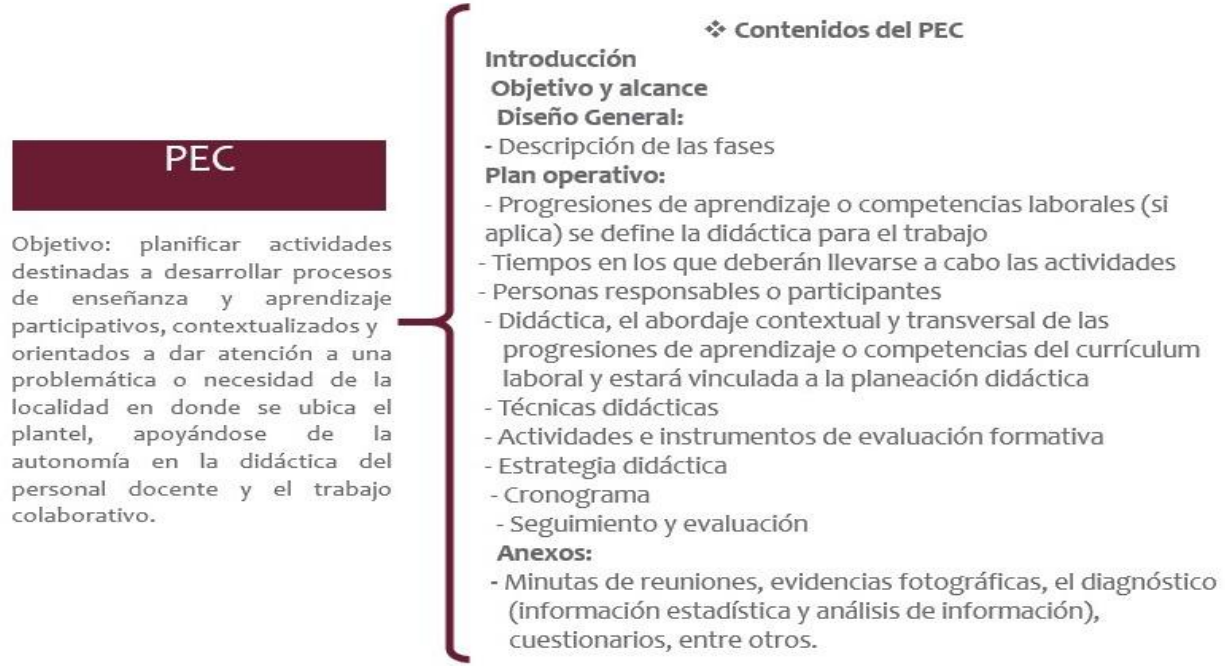 PEC
Objetivo: planificar actividades
destinadas a desarrollar procesos
de enseñanza y aprendizaje
participativos, contextualizados y
orientados a dar atención a una
problemática o necesidad de la
localidad en donde se ubica el
plantel, apoyándose de la
autonomía en la didáctica del
personal docente y el trabajo
colaborativo.
❖ Contenidos del PEC
Introducción
Objetivo y alcance
Diseño General:
- Descripción de las fases
Plan operativo:
- Progresiones de aprendizaje o competencias laborales (si
aplica) se define la didáctica para el trabajo
- Tiempos en los que deberán llevarse a cabo las actividades
- Personas responsables o participantes
- Didáctica, el abordaje contextual y transversal de las
progresiones de aprendizaje o competencias del currículum
laboral y estará vinculada a la planeación didáctica
- Técnicas didácticas
- Actividades e instrumentos de evaluación formativa
- Estrategia didáctica
- Cronograma
- Seguimiento y evaluación
Anexos:
- Minutas de reuniones, evidencias fotográficas, el diagnóstico
(información estadística y análisis de información),
cuestionarios, entre otros.